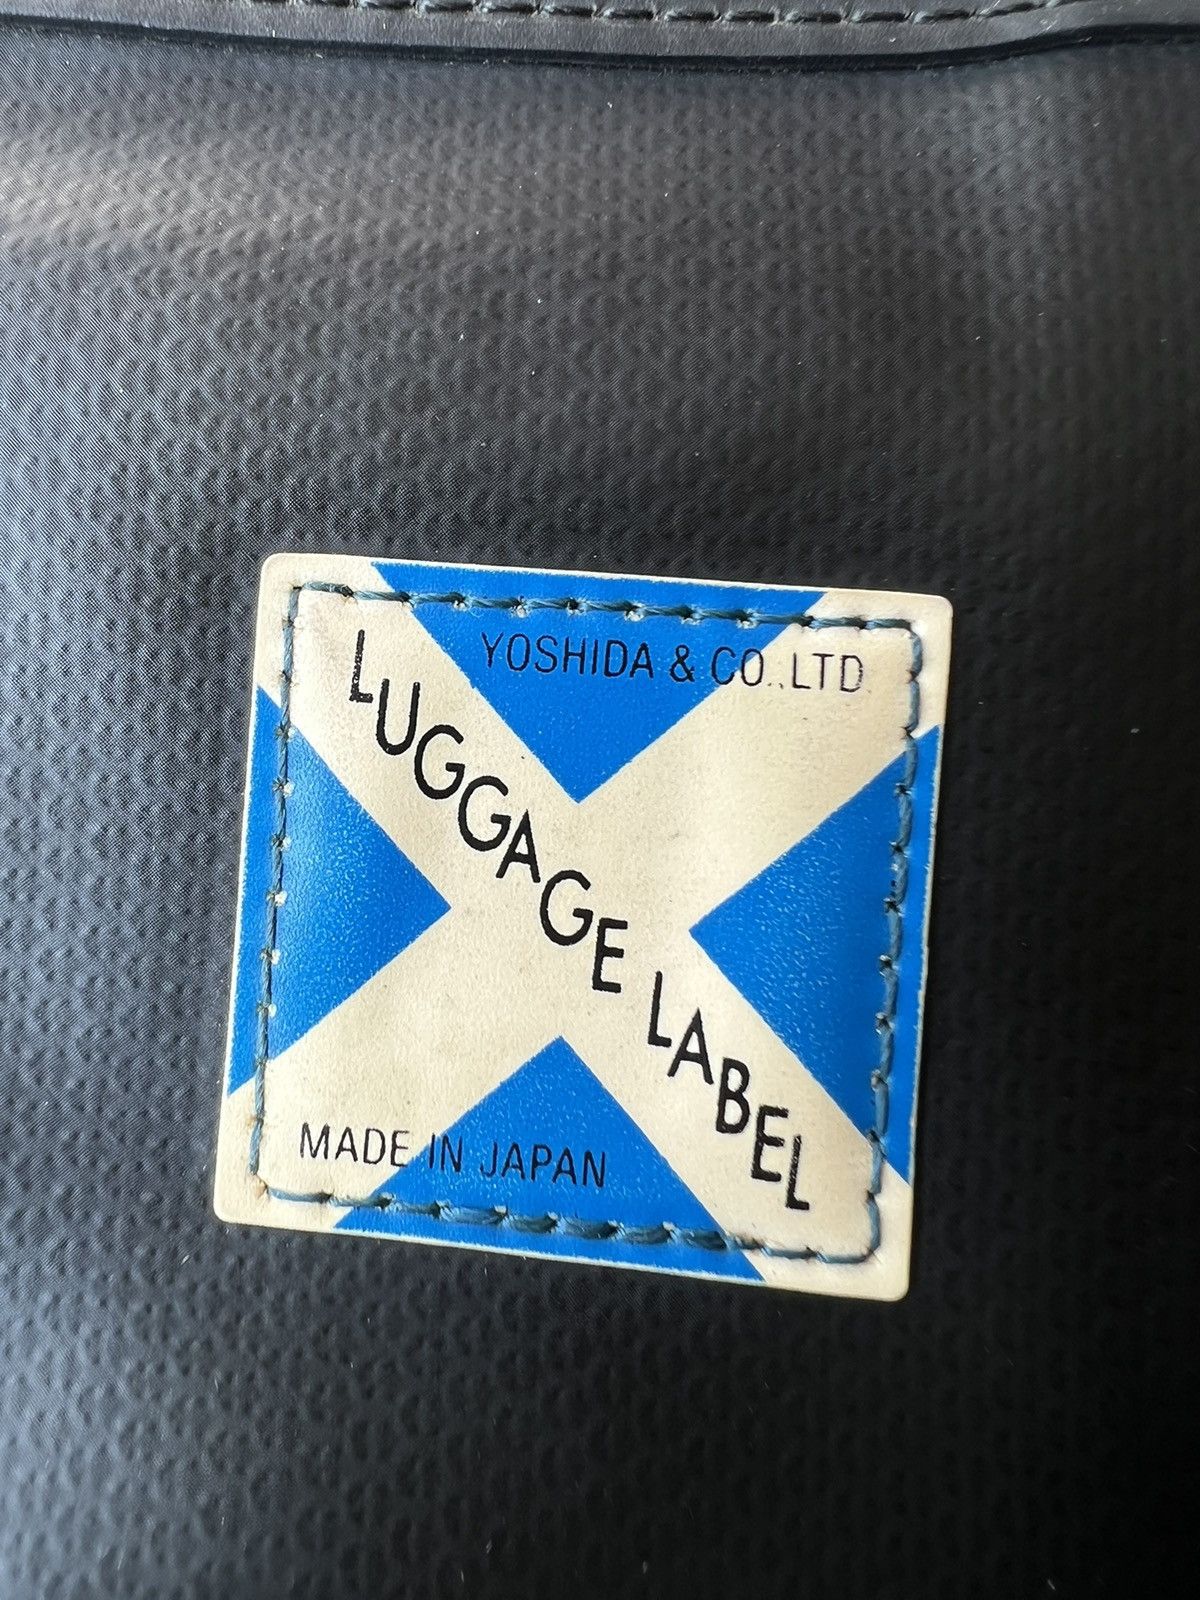 YOSHIDA & CO.,LTD.
LUGGAGE LABEL
MADE IN JAPAN